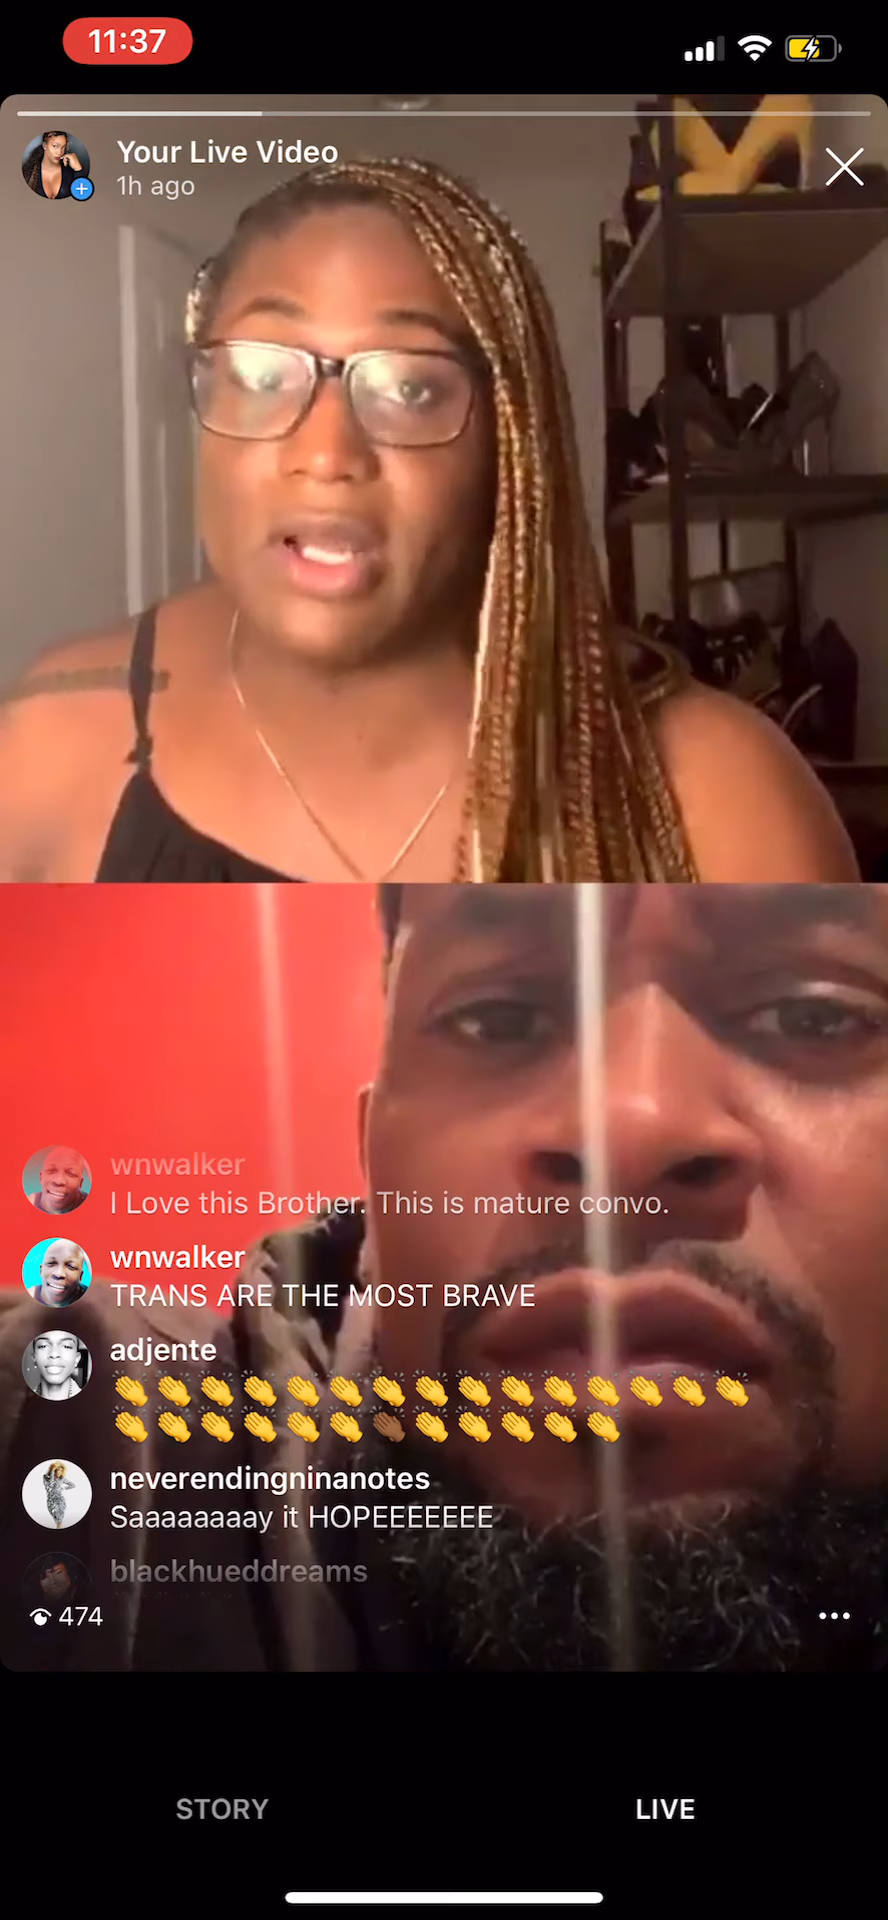 11:37
Your Live Video
1h ago
wnwalker
I Love this Brother. This is mature convo.
wnwalker
TRANS ARE THE MOST BRAVE
adjente
👏👏👏👏👏👏👏👏👏👏👏👏👏👏👏
👏👏👏👏👏👏👏🏾👏👏👏👏👏
neverendingninanotes
Saaaaaaaay it HOPEEEEEEE
blackhueddreams
474
STORY
LIVE